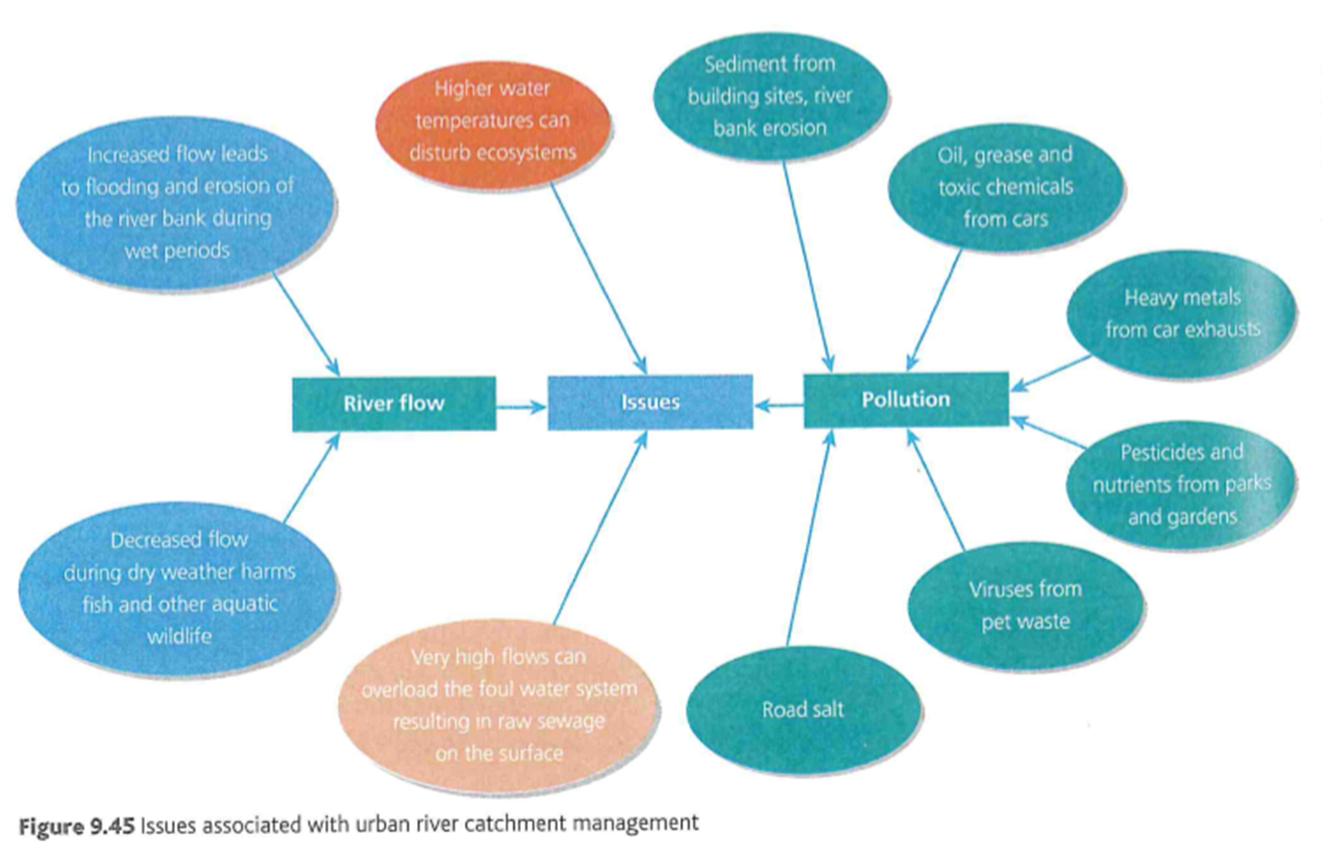 Higher water
temperatures can
disturb ecosystems
Sediment from
building sites, river
bank erosion
Increased flow leads
to flooding and erosion of
the river bank during
wet periods
Oil, grease and
toxic chemicals
from cars
Heavy metals
from car exhausts
River flow
Issues
Pollution
Pesticides and
nutrients from parks
and gardens
Decreased flow
during dry weather harms
fish and other aquatic
wildlife
Viruses from
pet waste
Very high flows can
overload the foul water system
resulting in raw sewage
on the surface
Road salt
Figure 9.45 Issues associated with urban river catchment management